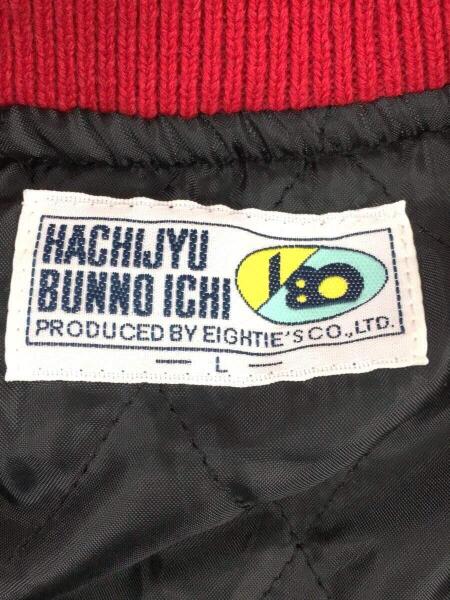 HACHIJYU
BUNNO ICHI
1/80
PRODUCED BY EIGHTIE'S CO.,LTD.
— L —